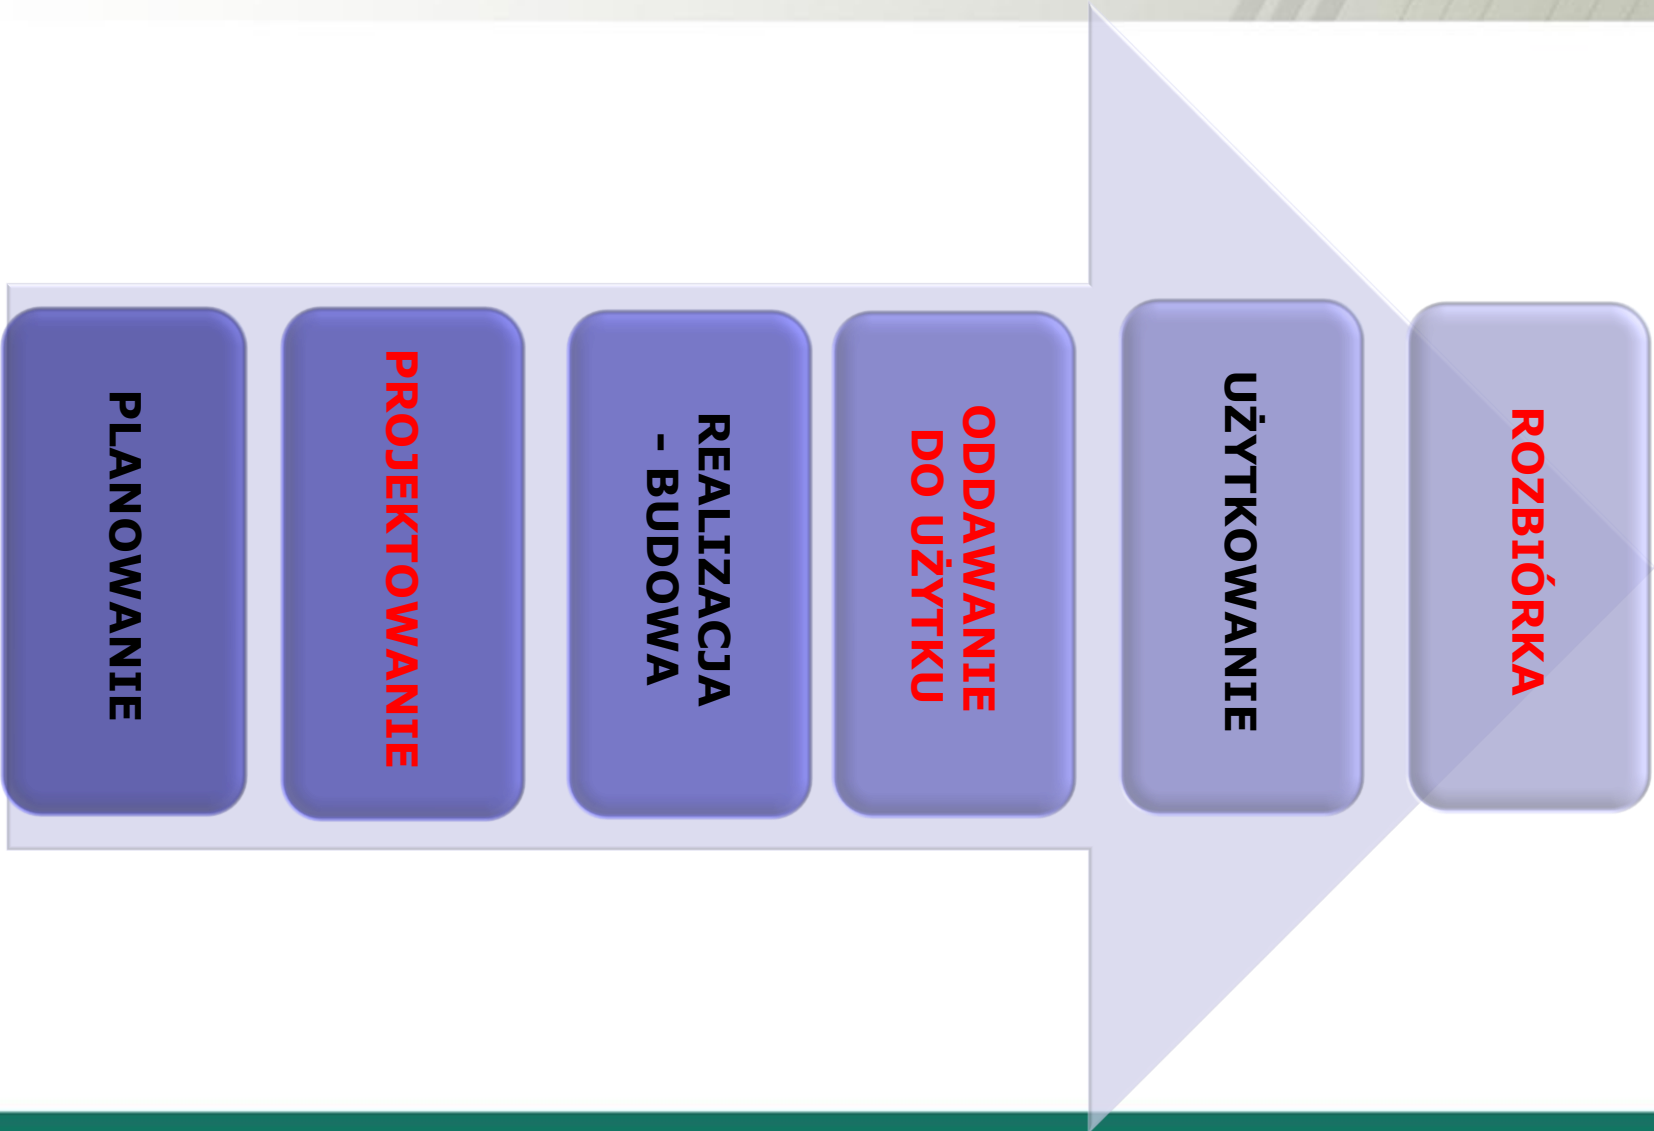 PLANOWANIE
PROJEKTOWANIE
REALIZACJA
– BUDOWA
ODDAWANIE
DO UŻYTKU
UŻYTKOWANIE
ROZBIÓRKA